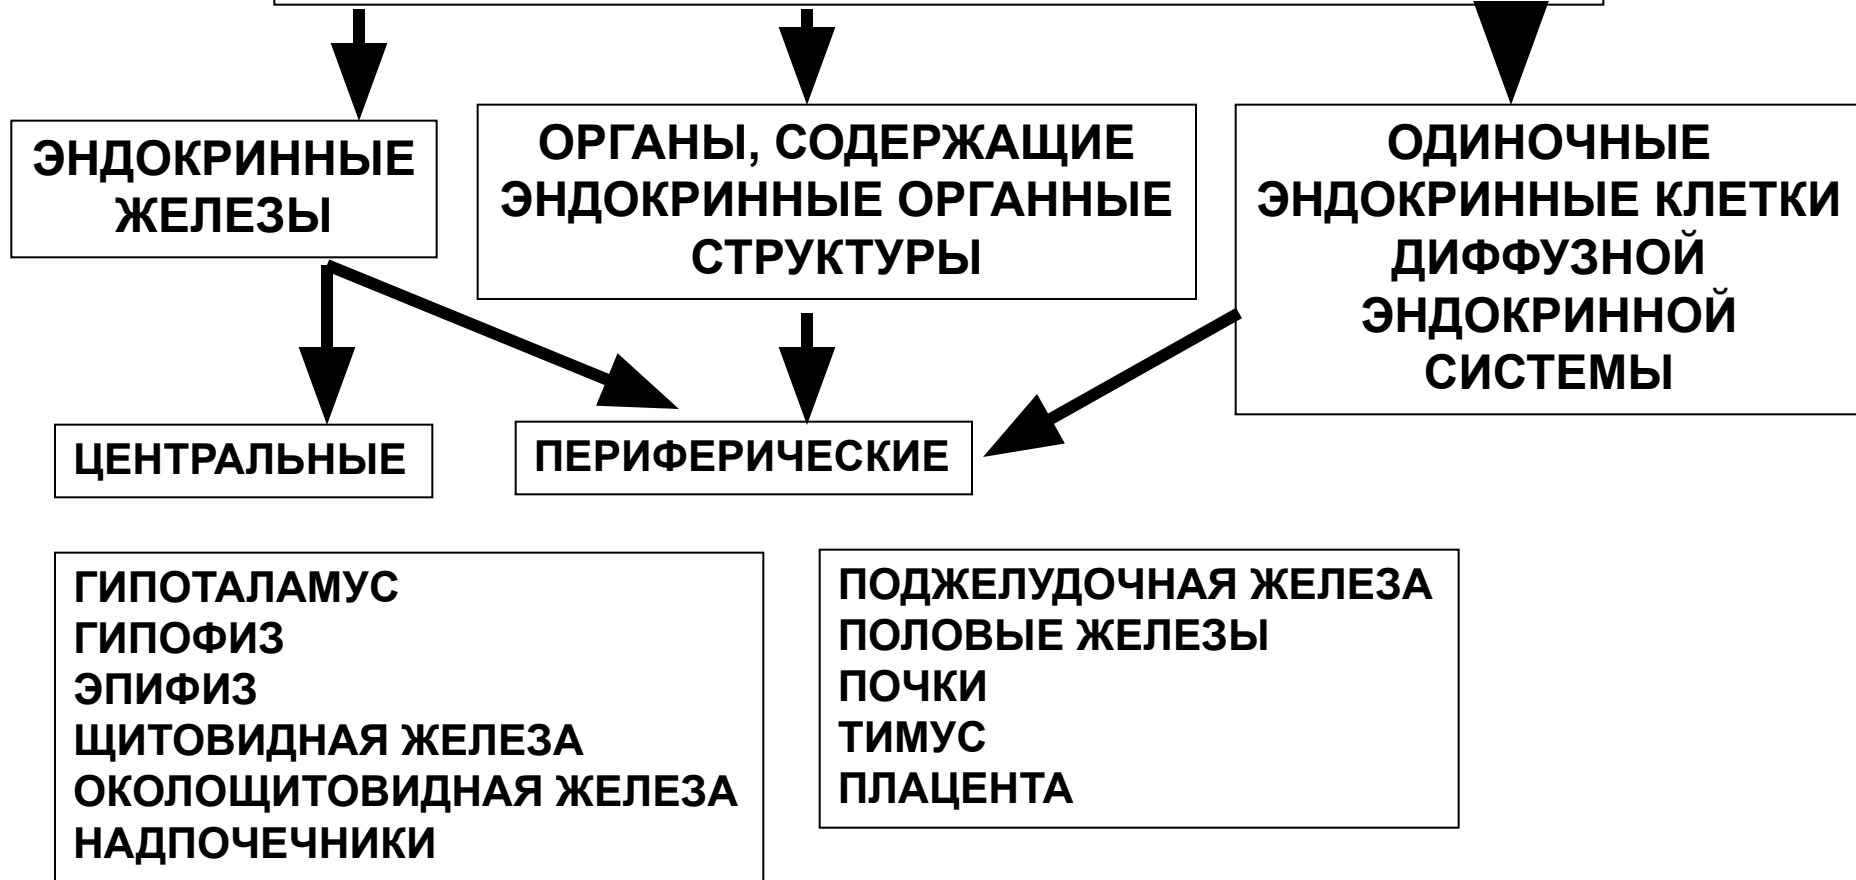 ЭНДОКРИННЫЕ
ЖЕЛЕЗЫ
ОРГАНЫ, СОДЕРЖАЩИЕ
ЭНДОКРИННЫЕ ОРГАННЫЕ
СТРУКТУРЫ
ОДИНОЧНЫЕ
ЭНДОКРИННЫЕ КЛЕТКИ
ДИФФУЗНОЙ
ЭНДОКРИННОЙ
СИСТЕМЫ
ЦЕНТРАЛЬНЫЕ
ПЕРИФЕРИЧЕСКИЕ
ГИПОТАЛАМУС
ГИПОФИЗ
ЭПИФИЗ
ЩИТОВИДНАЯ ЖЕЛЕЗА
ОКОЛОЩИТОВИДНАЯ ЖЕЛЕЗА
НАДПОЧЕЧНИКИ
ПОДЖЕЛУДОЧНАЯ ЖЕЛЕЗА
ПОЛОВЫЕ ЖЕЛЕЗЫ
ПОЧКИ
ТИМУС
ПЛАЦЕНТА